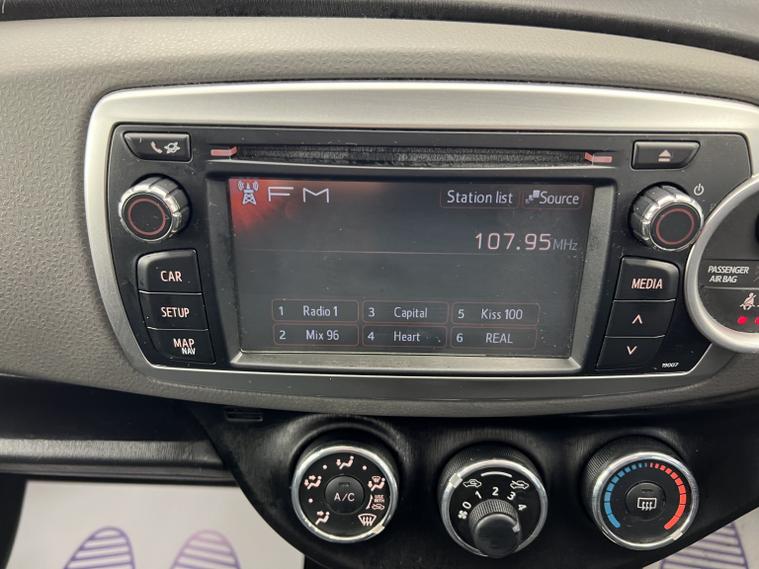 FM
Station list
Source
107.95MHz
1 Radio 1
3 Capital
5 Kiss 100
2 Mix 96
4 Heart
6 REAL
CAR
SETUP
MAP
NAV
MEDIA
19007
PASSENGER
AIR BAG
A/C
0 1 2 3 4